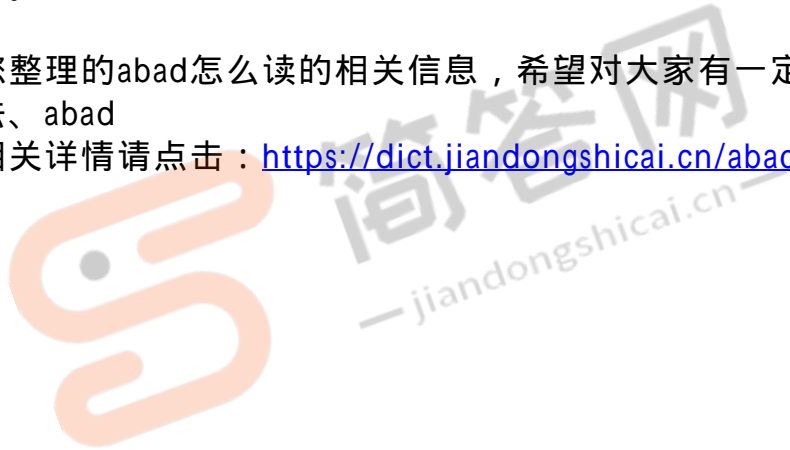 整理的abad怎么读的相关信息，希望对大家有一定
、abad
相关详情请点击：https://dict.jiandongshicai.cn/abad
简答网
jiandongshicai.cn